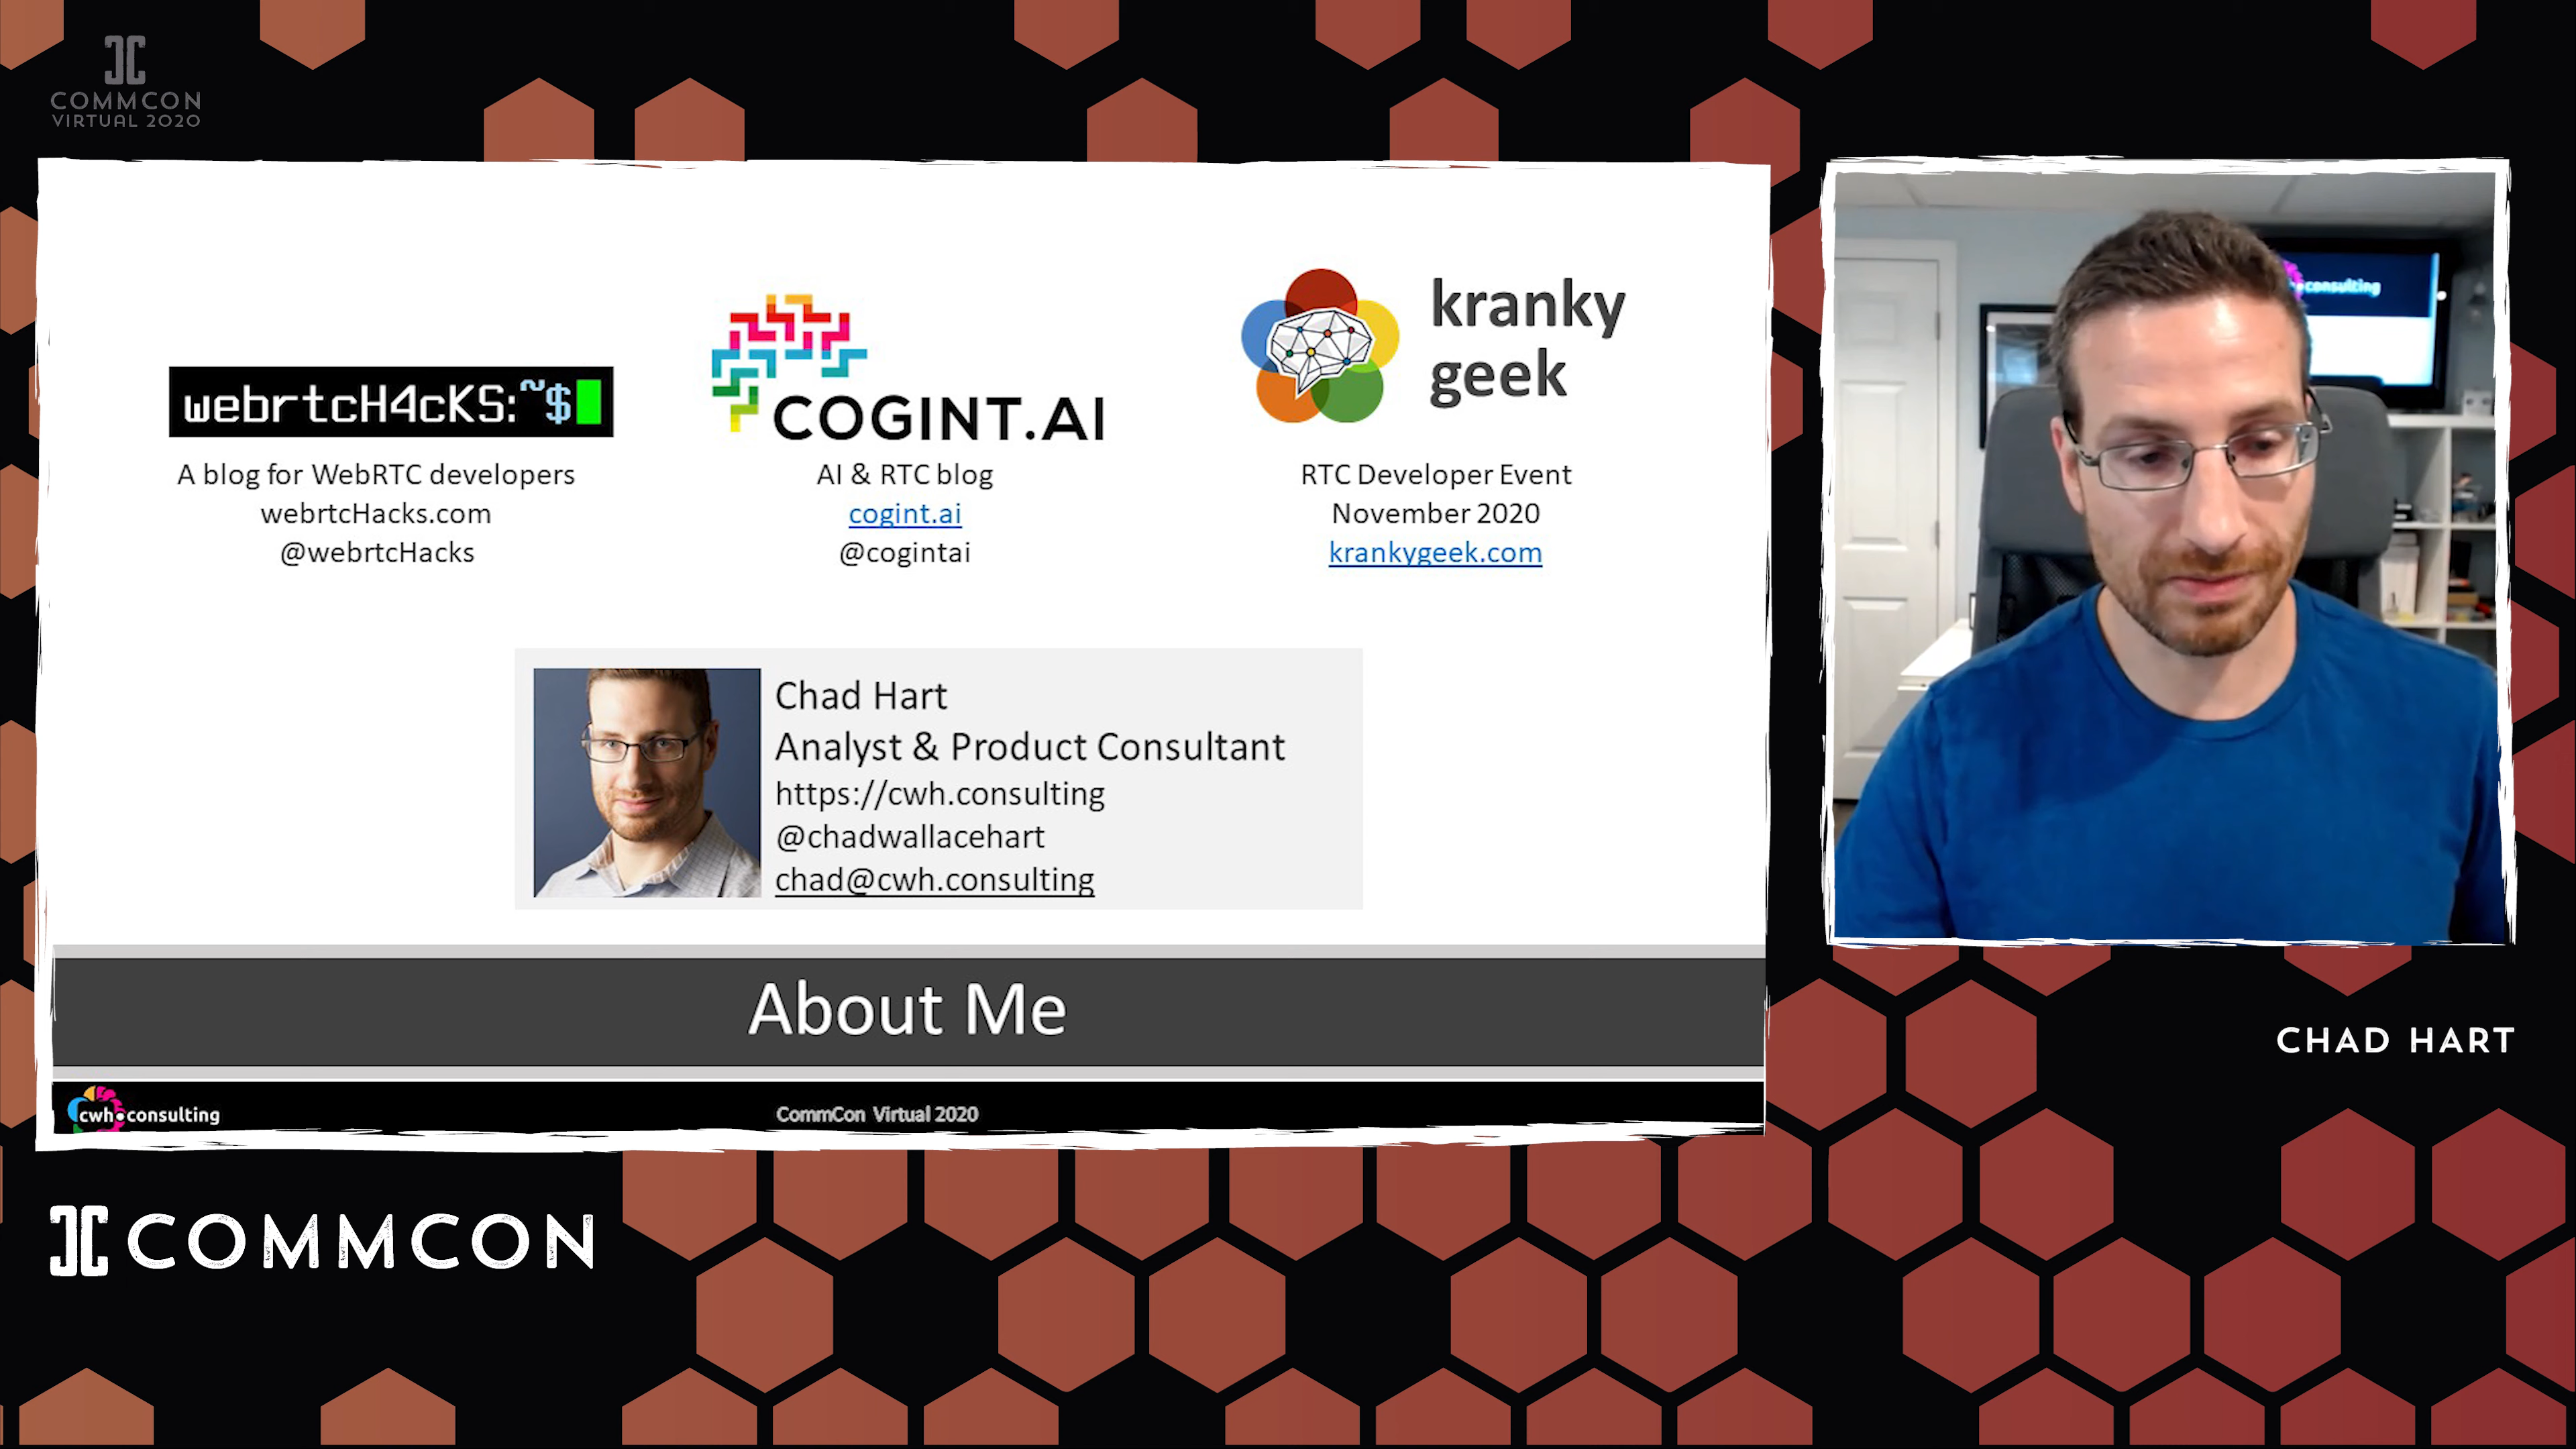 COMMCON
VIRTUAL 2020
webrtcH4cKS:~$
A blog for WebRTC developers
webrtcHacks.com
@webrtcHacks
COGINT.AI
AI & RTC blog
cogint.ai
@cogintai
kranky
geek
RTC Developer Event
November 2020
krankygeek.com
Chad Hart
Analyst & Product Consultant
https://cwh.consulting
@chadwallacehart
chad@cwh.consulting
About Me
cwh.consulting
CommCon Virtual 2020
consulting
CHAD HART
COMMCON